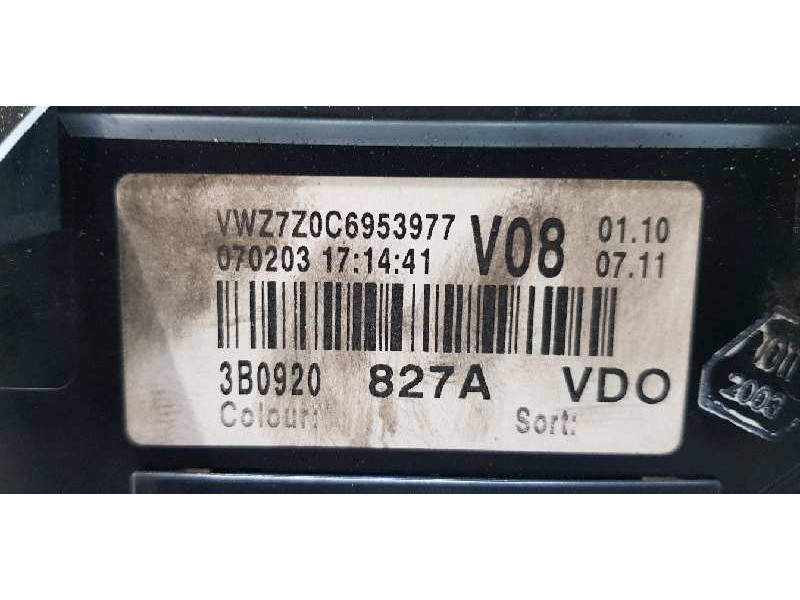 VWZ7Z0C6953977 V08 01.10
070203 17:14:41 07.11
3B0920 827A VDO
Colour: Sort:
2003